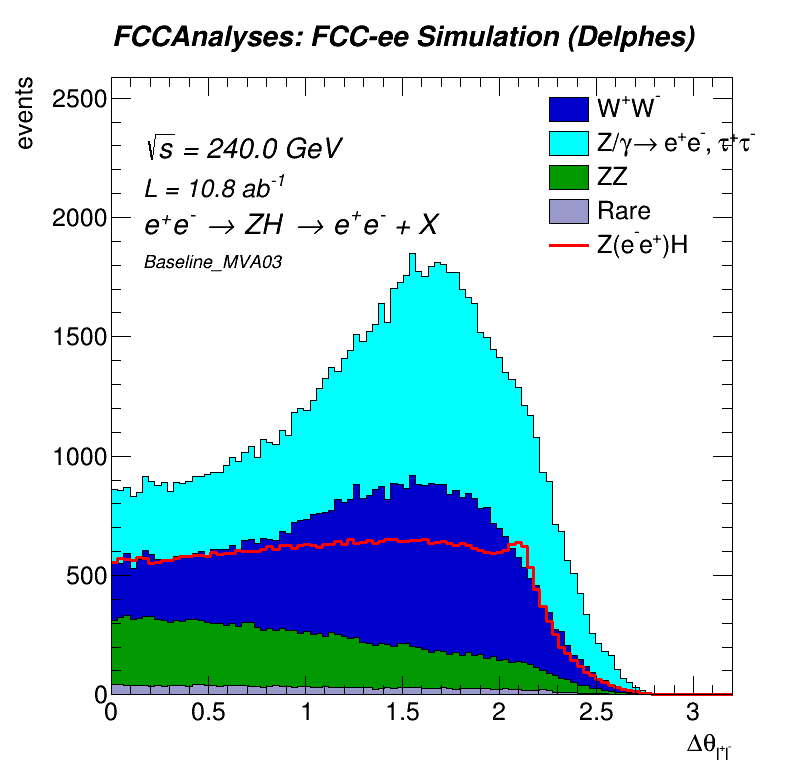 FCCAnalyses: FCC-ee Simulation (Delphes)
events
√s = 240.0 GeV
L = 10.8 ab⁻¹
e⁺e⁻ → ZH → e⁺e⁻ + X
Baseline_MVA03
W⁺W⁻
Z/γ→ e⁺e⁻, τ⁺τ⁻
ZZ
Rare
Z(e⁻e⁺)H
2500
2000
1500
1000
500
0
0 0.5 1 1.5 2 2.5 3
Δθ_{l⁺l⁻}